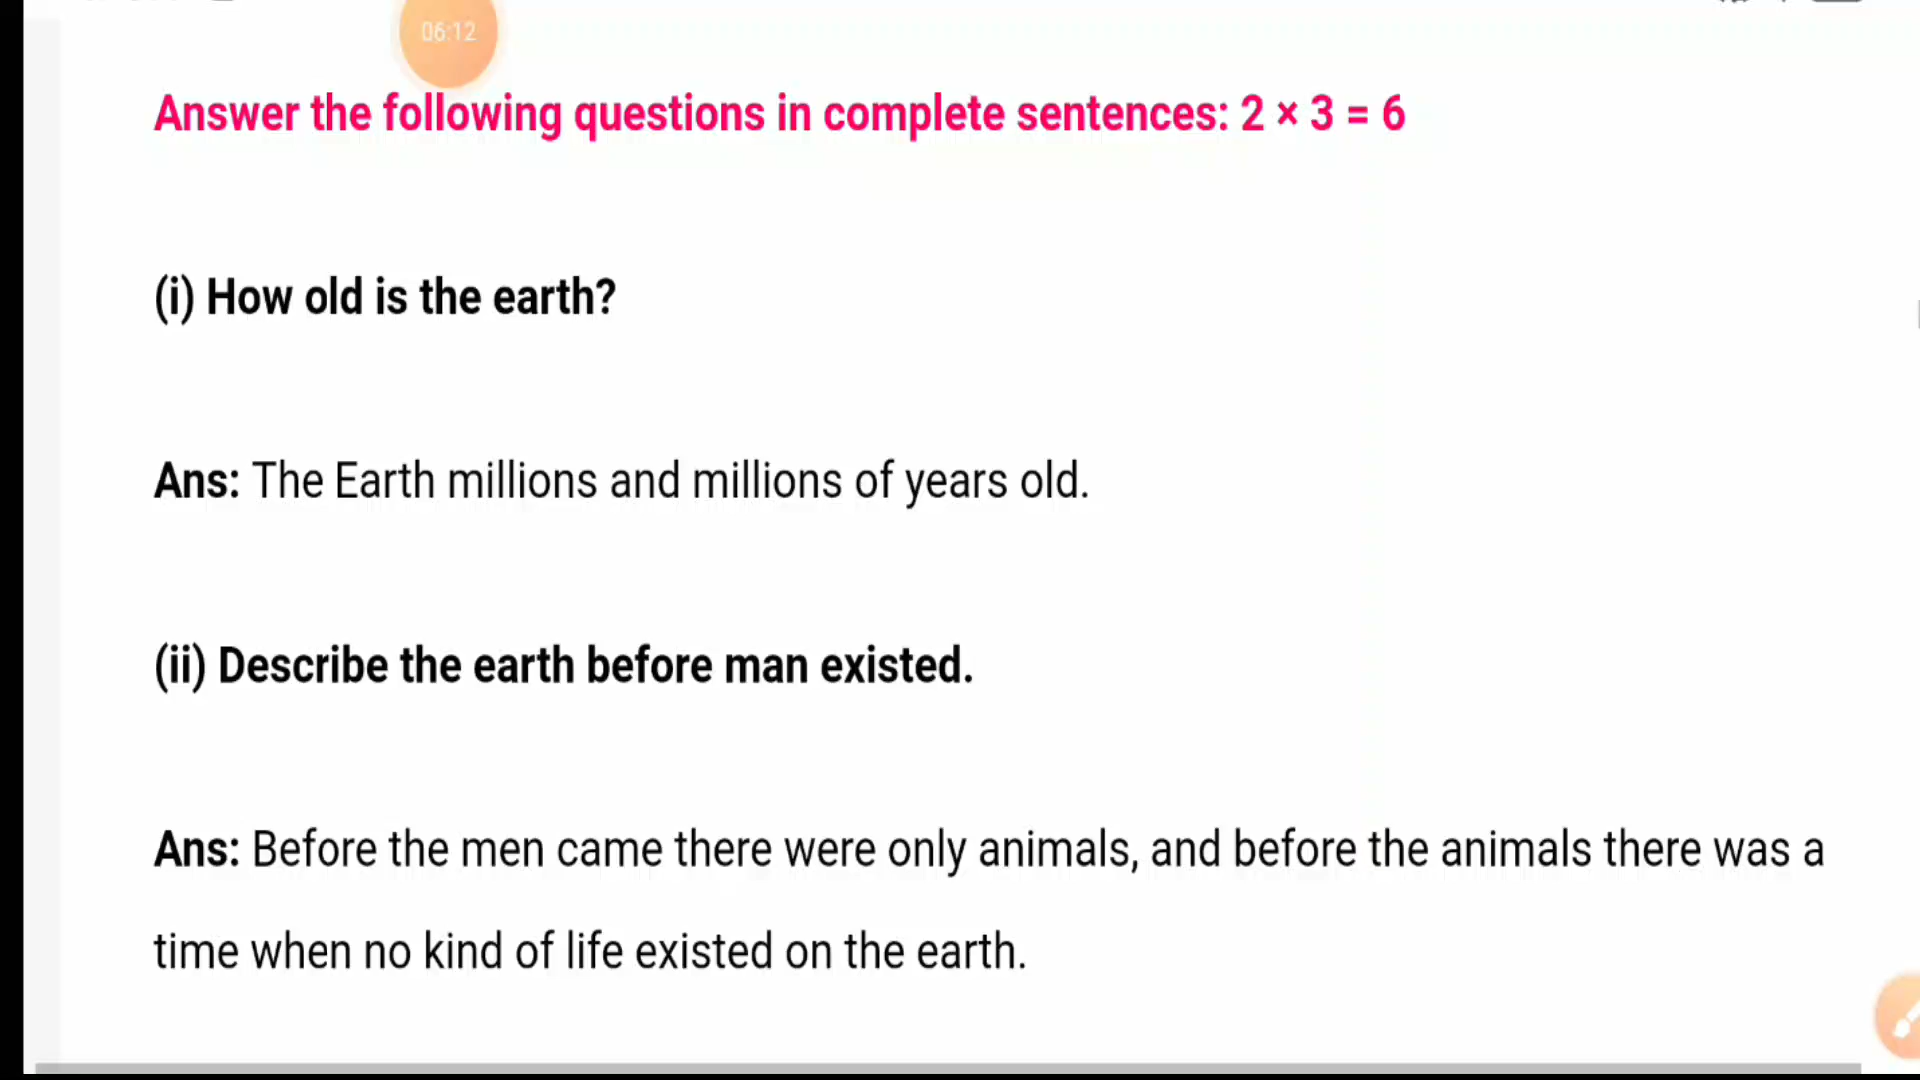 06:12
Answer the following questions in complete sentences: 2 × 3 = 6
(i) How old is the earth?
Ans: The Earth millions and millions of years old.
(ii) Describe the earth before man existed.
Ans: Before the men came there were only animals, and before the animals there was a
time when no kind of life existed on the earth.